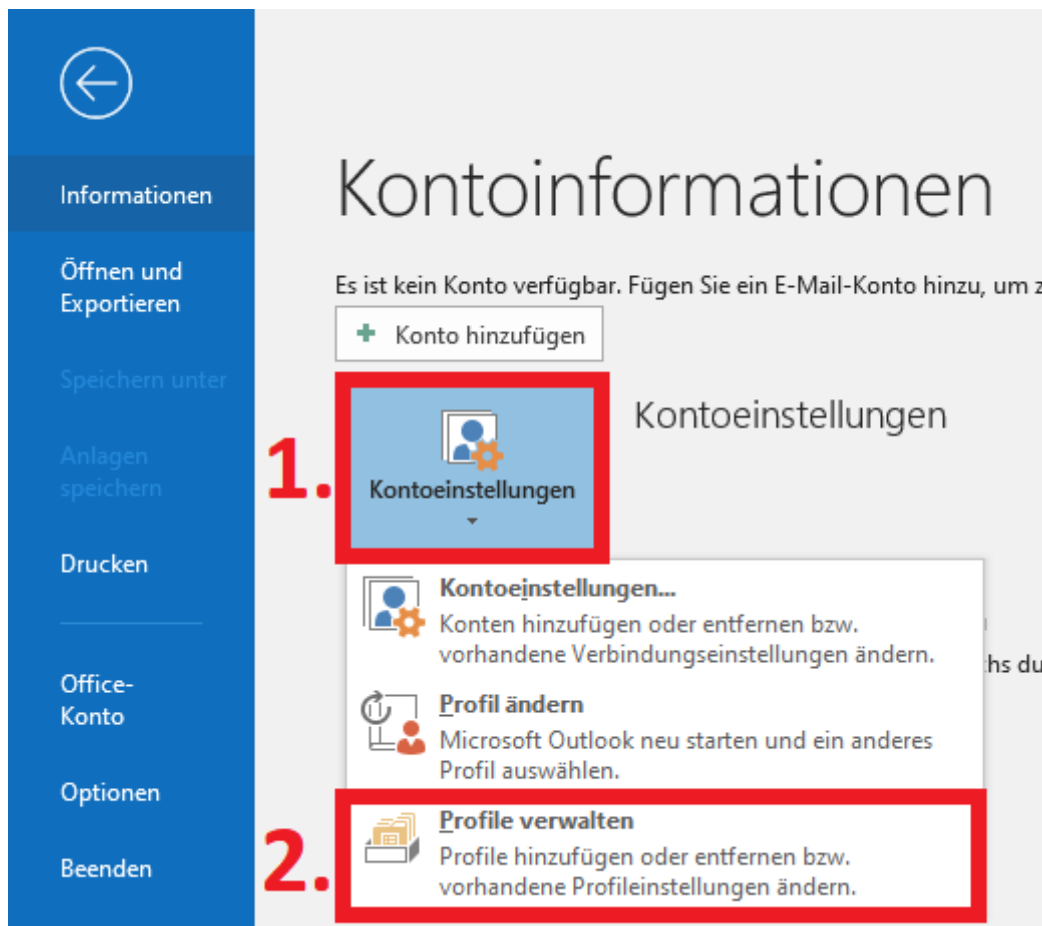 Informationen
Öffnen und
Exportieren
Speichern unter
Anlagen
speichern
Drucken
Office-
Konto
Optionen
Beenden
Kontoinformationen
Es ist kein Konto verfügbar. Fügen Sie ein E-Mail-Konto hinzu, um z
+ Konto hinzufügen
1.
Kontoeinstellungen
Kontoeinstellungen
Kontoeinstellungen...
Konten hinzufügen oder entfernen bzw.
vorhandene Verbindungseinstellungen ändern.
hs du
Profil ändern
Microsoft Outlook neu starten und ein anderes
Profil auswählen.
2.
Profile verwalten
Profile hinzufügen oder entfernen bzw.
vorhandene Profileinstellungen ändern.